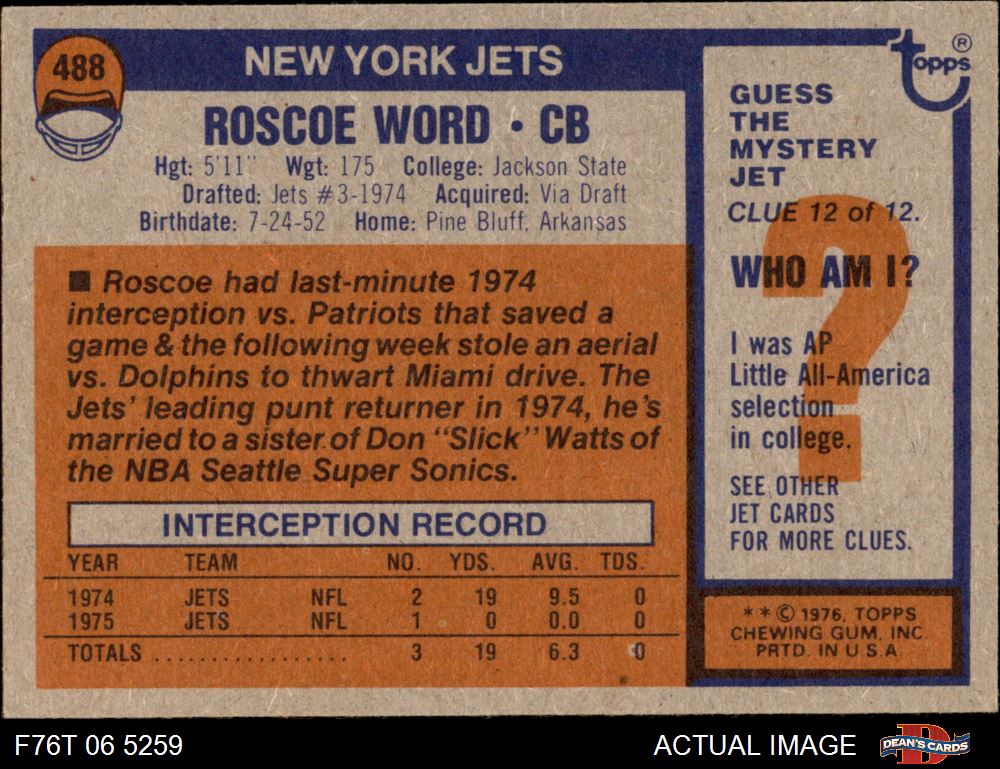 488
NEW YORK JETS
ROSCOE WORD • CB
Hgt: 5'11" Wgt: 175 College: Jackson State
Drafted: Jets #3-1974 Acquired: Via Draft
Birthdate: 7-24-52 Home: Pine Bluff, Arkansas
■ Roscoe had last-minute 1974
interception vs. Patriots that saved a
game & the following week stole an aerial
vs. Dolphins to thwart Miami drive. The
Jets' leading punt returner in 1974, he's
married to a sister of Don "Slick" Watts of
the NBA Seattle Super Sonics.
INTERCEPTION RECORD
YEAR TEAM NO. YDS. AVG. TDS.
1974 JETS NFL 2 19 9.5 0
1975 JETS NFL 1 0 0.0 0
TOTALS .................. 3 19 6.3 0
topps ®
GUESS
THE
MYSTERY
JET
CLUE 12 of 12.
?
WHO AM I?
I was AP
Little All-America
selection
in college.
SEE OTHER
JET CARDS
FOR MORE CLUES.
* * © 1976, TOPPS
CHEWING GUM, INC.
PRTD. IN U.S.A.
F76T 06 5259
ACTUAL IMAGE
DEAN'S CARDS